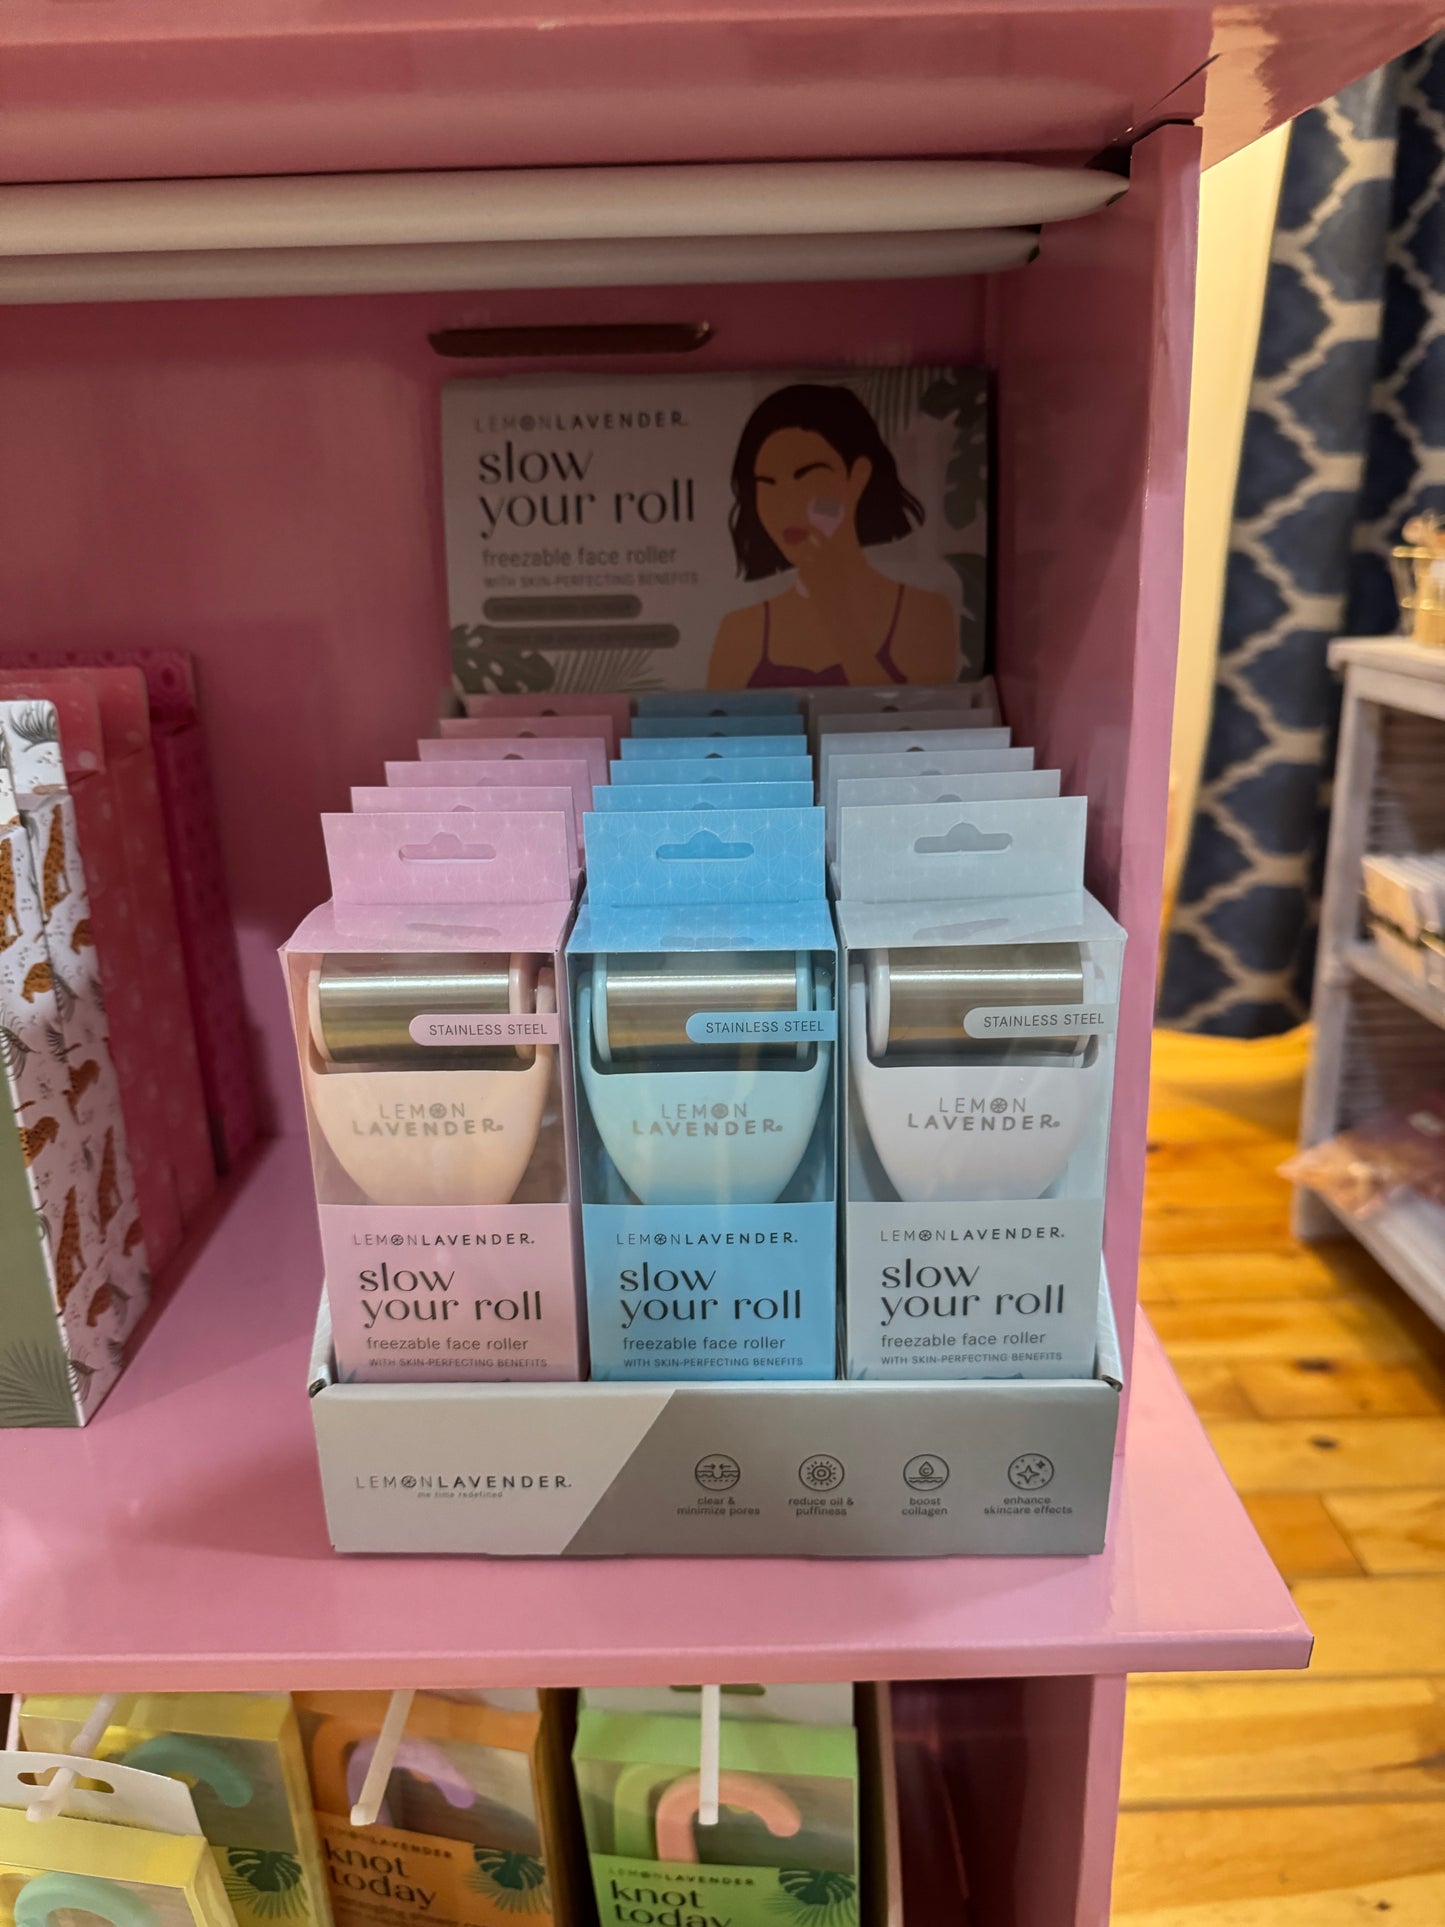 LEMONLAVENDER.
slow
your roll
freezable face roller
WITH SKIN-PERFECTING BENEFITS
STAINLESS STEEL
LEMON
LAVENDER®
LEMONLAVENDER.
slow
your roll
freezable face roller
WITH SKIN-PERFECTING BENEFITS
STAINLESS STEEL
LEMON
LAVENDER®
LEMONLAVENDER.
slow
your roll
freezable face roller
WITH SKIN-PERFECTING BENEFITS
STAINLESS STEEL
LEMON
LAVENDER®
LEMONLAVENDER.
slow
your roll
freezable face roller
WITH SKIN-PERFECTING BENEFITS
LEMONLAVENDER.
me time redefined
clear &
minimize pores
reduce oil &
puffiness
boost
collagen
enhance
skincare effects
LAVENDER
knot
today
LEMONLAVENDER
knot
today